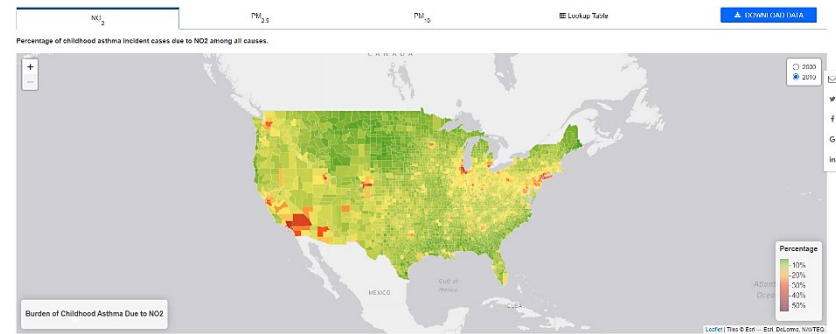 NO2
PM2.5
PM10
Lookup Table
DOWNLOAD DATA
Percentage of childhood asthma incident cases due to NO2 among all causes.
CANADA
+
−
2000
2010
G
in
MEXICO
Gulf of
Mexico
CUBA
Percentage
10%
20%
30%
40%
50%
Burden of Childhood Asthma Due to NO2
Leaflet | Tiles © Esri — Esri, DeLorme, NAVTEQ